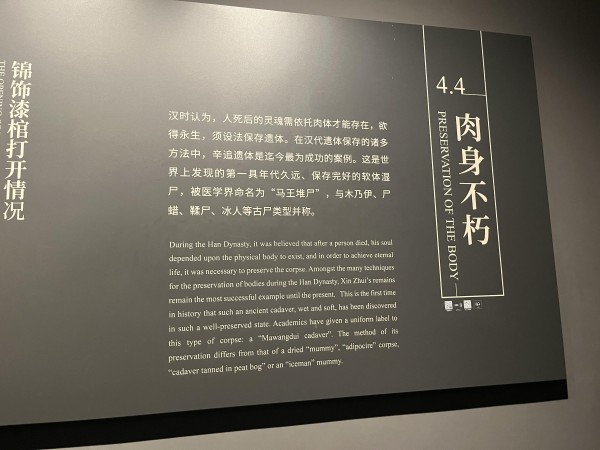 锦饰漆棺打开情况
4.4
肉身不朽
PRESERVATION OF THE BODY
汉时认为，人死后的灵魂需依托肉体才能存在，欲
得永生，须设法保存遗体。在汉代遗体保存的诸多
方法中，辛追遗体是迄今最为成功的案例。这是世
界上发现的第一具年代久远、保存完好的软体湿
尸，被医学界命名为“马王堆尸”，与木乃伊、尸
蜡、鞣尸、冰人等古尸类型并称。
During the Han Dynasty, it was believed that after a person died, his soul
depended upon the physical body to exist, and in order to achieve eternal
life, it was necessary to preserve the corpse. Amongst the many techniques
for the preservation of bodies during the Han Dynasty, Xin Zhui's remains
remain the most successful example until the present. This is the first time
in history that such an ancient cadaver, wet and soft, has been discovered
in such a well-preserved state. Academics have given a uniform label to
this type of corpse: a “Mawangdui cadaver”. The method of its
preservation differs from that of a dried “mummy”, “adipocire” corpse,
“cadaver tanned in peat bog” or an “iceman” mummy.